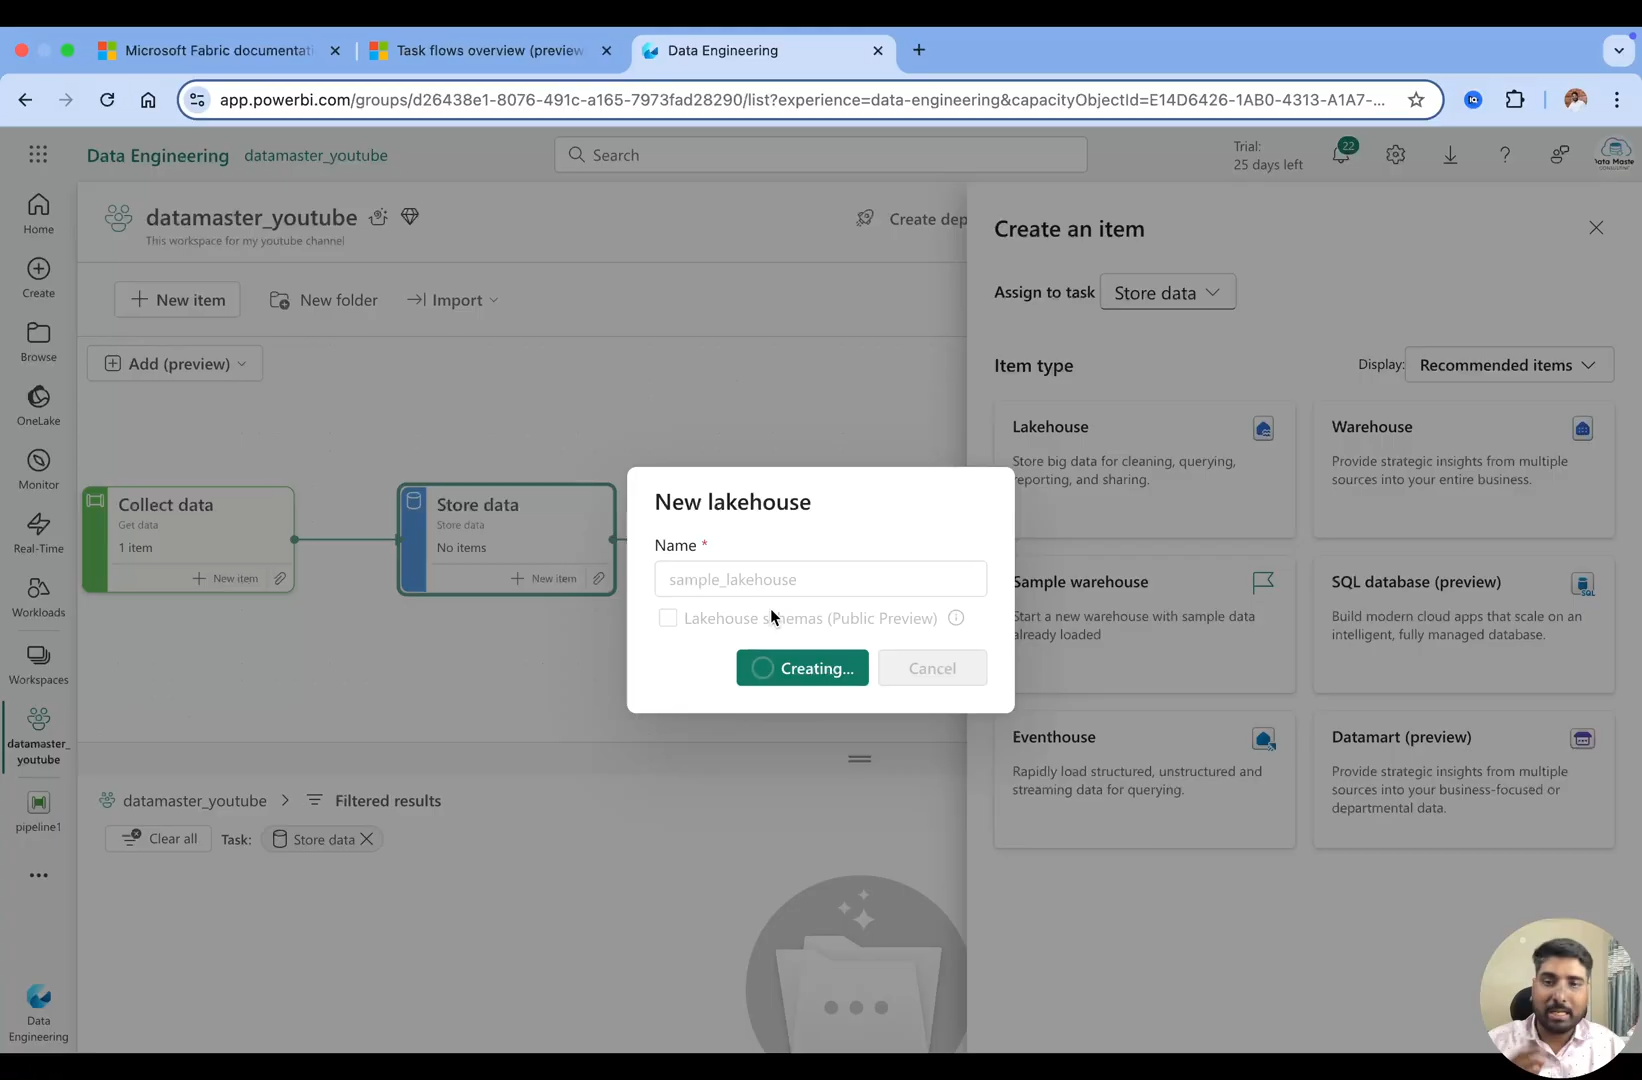 Microsoft Fabric documentati
Task flows overview (preview
Data Engineering
app.powerbi.com/groups/d26438e1-8076-491c-a165-7973fad28290/list?experience=data-engineering&capacityObjectId=E14D6426-1AB0-4313-A1A7-...
Data Engineering datamaster_youtube
Search
Trial:
25 days left
22
Data Maste
Home
Create
Browse
OneLake
Monitor
Real-Time
Workloads
Workspaces
datamaster_
youtube
pipeline1
Data
Engineering
datamaster_youtube
This workspace for my youtube channel
Create dep
New item
New folder
Import
Add (preview)
Collect data
Get data
1 item
New item
Store data
Store data
No items
New item
datamaster_youtube > Filtered results
Clear all
Task:
Store data
New lakehouse
Name *
sample_lakehouse
Lakehouse schemas (Public Preview)
Creating...
Cancel
Create an item
Assign to task
Store data
Item type
Display:
Recommended items
Lakehouse
Store big data for cleaning, querying,
reporting, and sharing.
Warehouse
Provide strategic insights from multiple
sources into your entire business.
Sample warehouse
Start a new warehouse with sample data
already loaded
SQL database (preview)
Build modern cloud apps that scale on an
intelligent, fully managed database.
Eventhouse
Rapidly load structured, unstructured and
streaming data for querying.
Datamart (preview)
Provide strategic insights from multiple
sources into your business-focused or
departmental data.